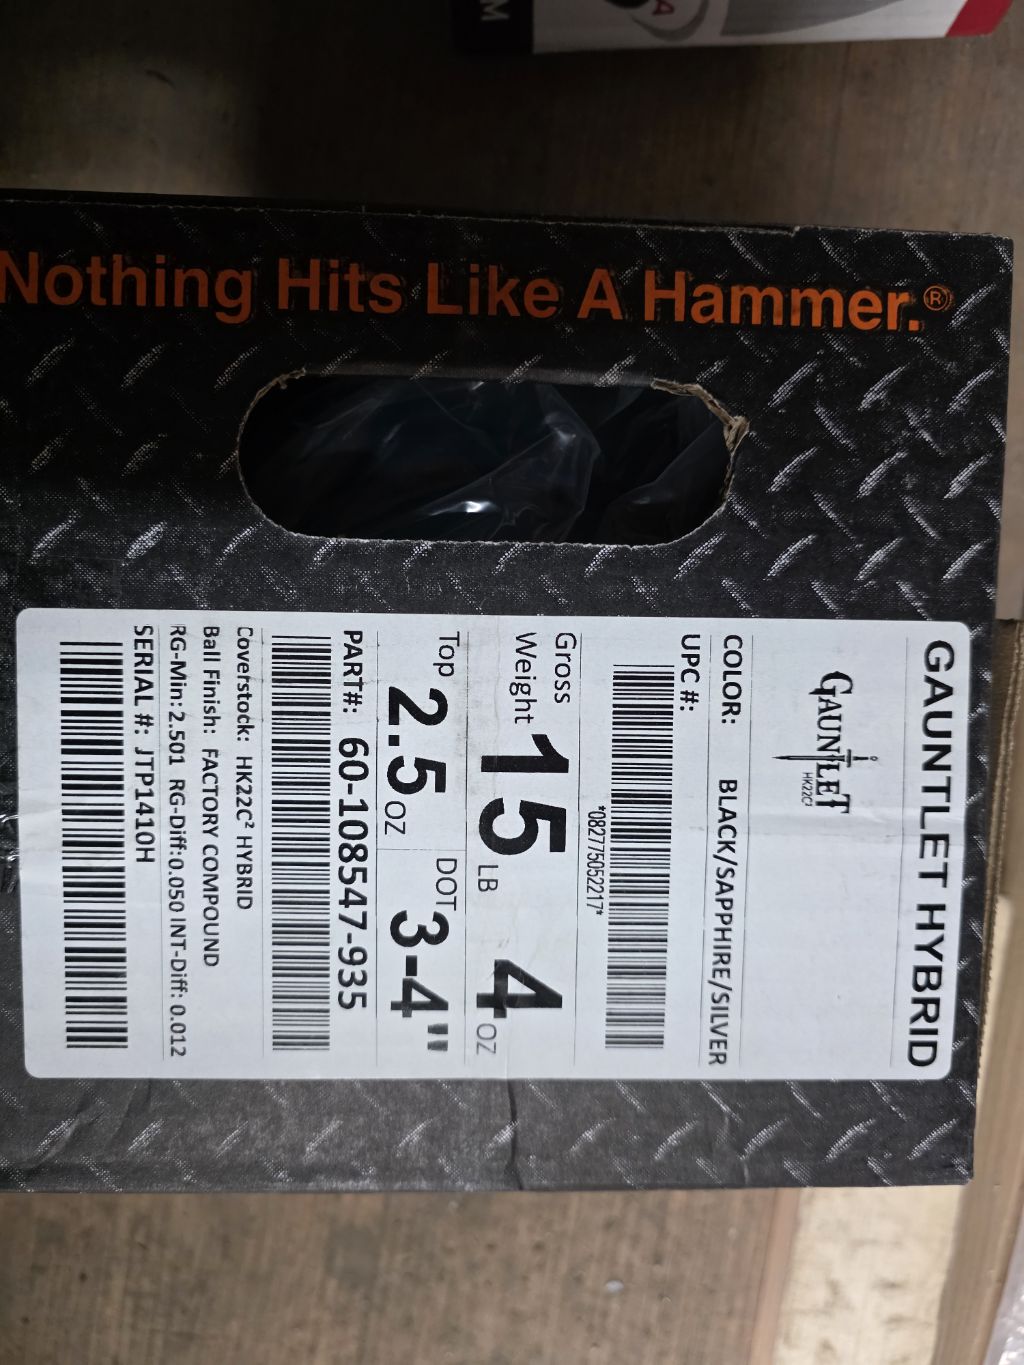 M
A
Nothing Hits Like A Hammer.®
GAUNTLET HYBRID
GAUNTLET
HK22C²
COLOR: BLACK/SAPPHIRE/SILVER
UPC #:
*082775052217*
Gross Weight 15 LB 4 OZ
Top 2.5 OZ DOT 3-4"
PART#: 60-108547-935
Coverstock: HK22C² HYBRID
Ball Finish: FACTORY COMPOUND
RG-Min: 2.501 RG-Diff:0.050 INT-Diff: 0.012
SERIAL #: JTP1410H